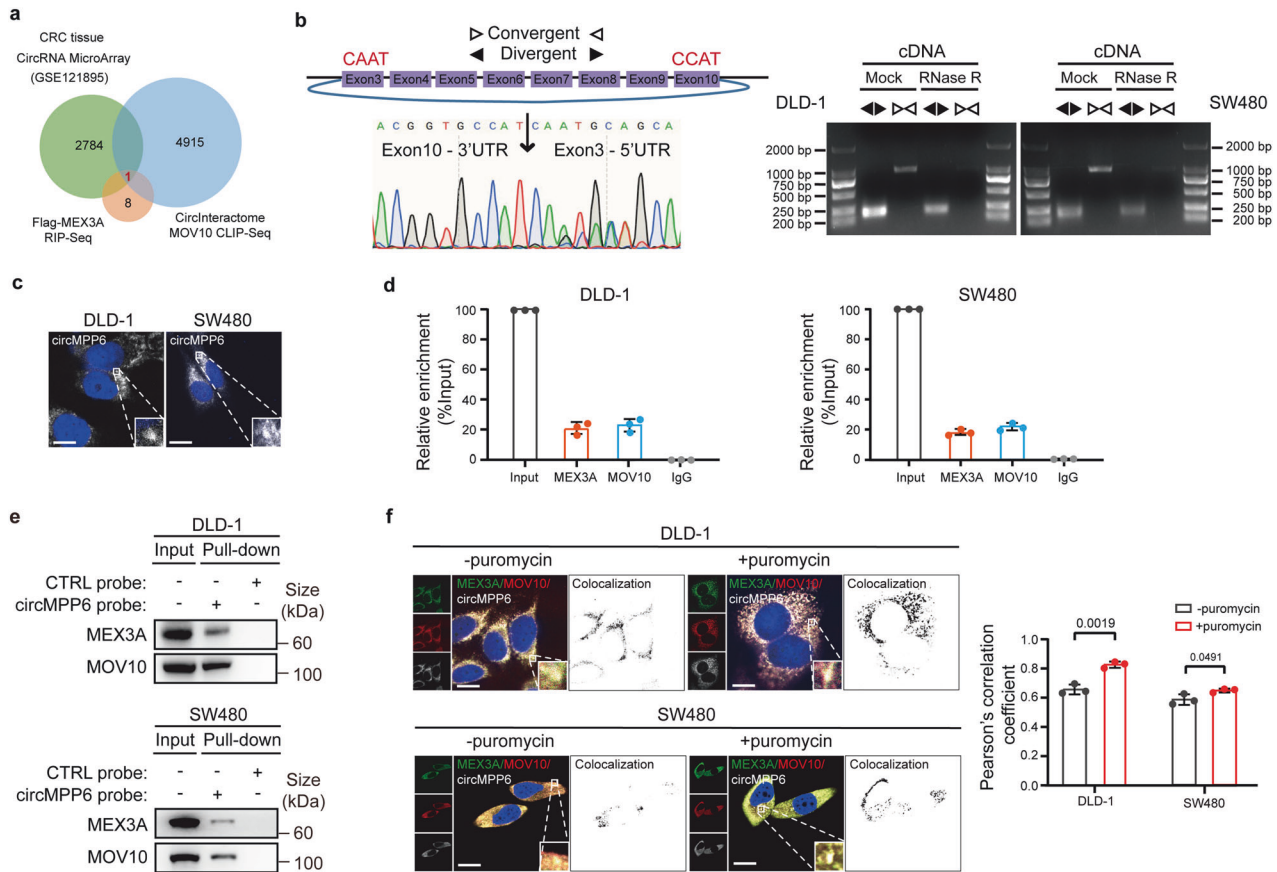 a
CRC tissue
CircRNA MicroArray
(GSE121895)
2784
4915
1
8
Flag-MEX3A
RIP-Seq
CircInteractome
MOV10 CLIP-Seq
b
Convergent
Divergent
CAAT
CCAT
Exon3 Exon4 Exon5 Exon6 Exon7 Exon8 Exon9 Exon10
A C G G T G C C A T C A A T G C A G C A
Exon10 - 3’UTR
Exon3 - 5’UTR
cDNA
Mock RNase R
DLD-1
2000 bp
1000 bp
750 bp
500 bp
250 bp
200 bp
cDNA
Mock RNase R
SW480
2000 bp
1000 bp
750 bp
500 bp
250 bp
200 bp
c
DLD-1 SW480
circMPP6 circMPP6
d
DLD-1
Relative enrichment
(%Input)
100
80
60
40
20
0
Input MEX3A MOV10 IgG
SW480
Relative enrichment
(%Input)
100
80
60
40
20
0
Input MEX3A MOV10 IgG
e
DLD-1
Input Pull-down
CTRL probe: - - +
circMPP6 probe: - + -
Size
(kDa)
MEX3A 60
MOV10 100
SW480
Input Pull-down
CTRL probe: - - +
circMPP6 probe: - + -
Size
(kDa)
MEX3A 60
MOV10 100
f
DLD-1
-puromycin +puromycin
MEX3A/MOV10/
circMPP6
Colocalization
MEX3A/MOV10/
circMPP6
Colocalization
SW480
-puromycin +puromycin
MEX3A/MOV10/
circMPP6
Colocalization
MEX3A/MOV10/
circMPP6
Colocalization
-puromycin
+puromycin
Pearson’s correlation
coefficient
1.0
0.8
0.6
0.4
0.2
0.0
0.0019
0.0491
DLD-1 SW480